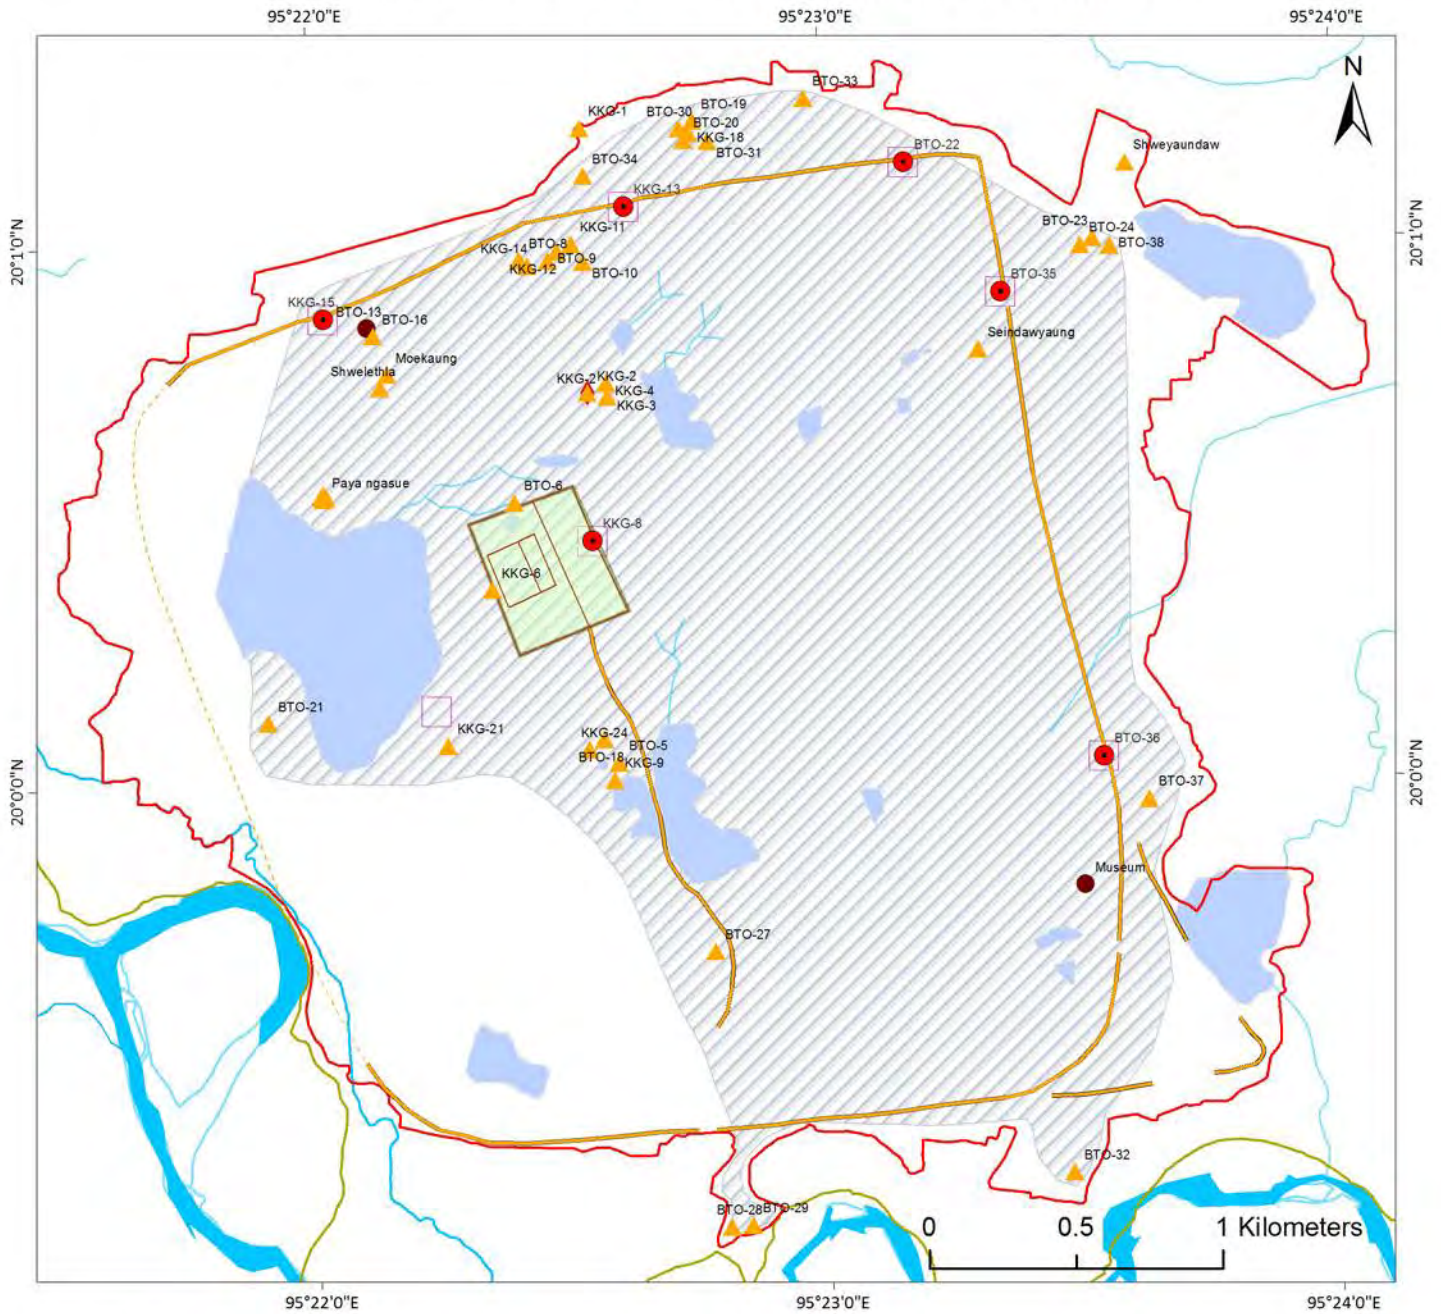 95°22'0"E
95°23'0"E
95°24'0"E
N
BTO-33
KKG-1
BTO-30
BTO-19
BTO-20
KKG-18
BTO-31
BTO-22
Shweyaundaw
BTO-34
KKG-13
BTO-23
BTO-24
BTO-38
20°1'0"N
20°1'0"N
KKG-11
KKG-14
BTO-8
BTO-9
KKG-12
BTO-10
BTO-35
KKG-15
BTO-13
BTO-16
Seindawyaung
Moekaung
Shwelethla
KKG-2
KKG-2
KKG-4
KKG-3
Paya ngasue
BTO-6
KKG-8
KKG-6
BTO-21
KKG-21
KKG-24
BTO-5
BTO-18
KKG-9
BTO-36
BTO-37
20°0'0"N
20°0'0"N
Museum
BTO-27
BTO-32
BTO-28
BTO-29
0 0.5 1 Kilometers
95°22'0"E
95°23'0"E
95°24'0"E